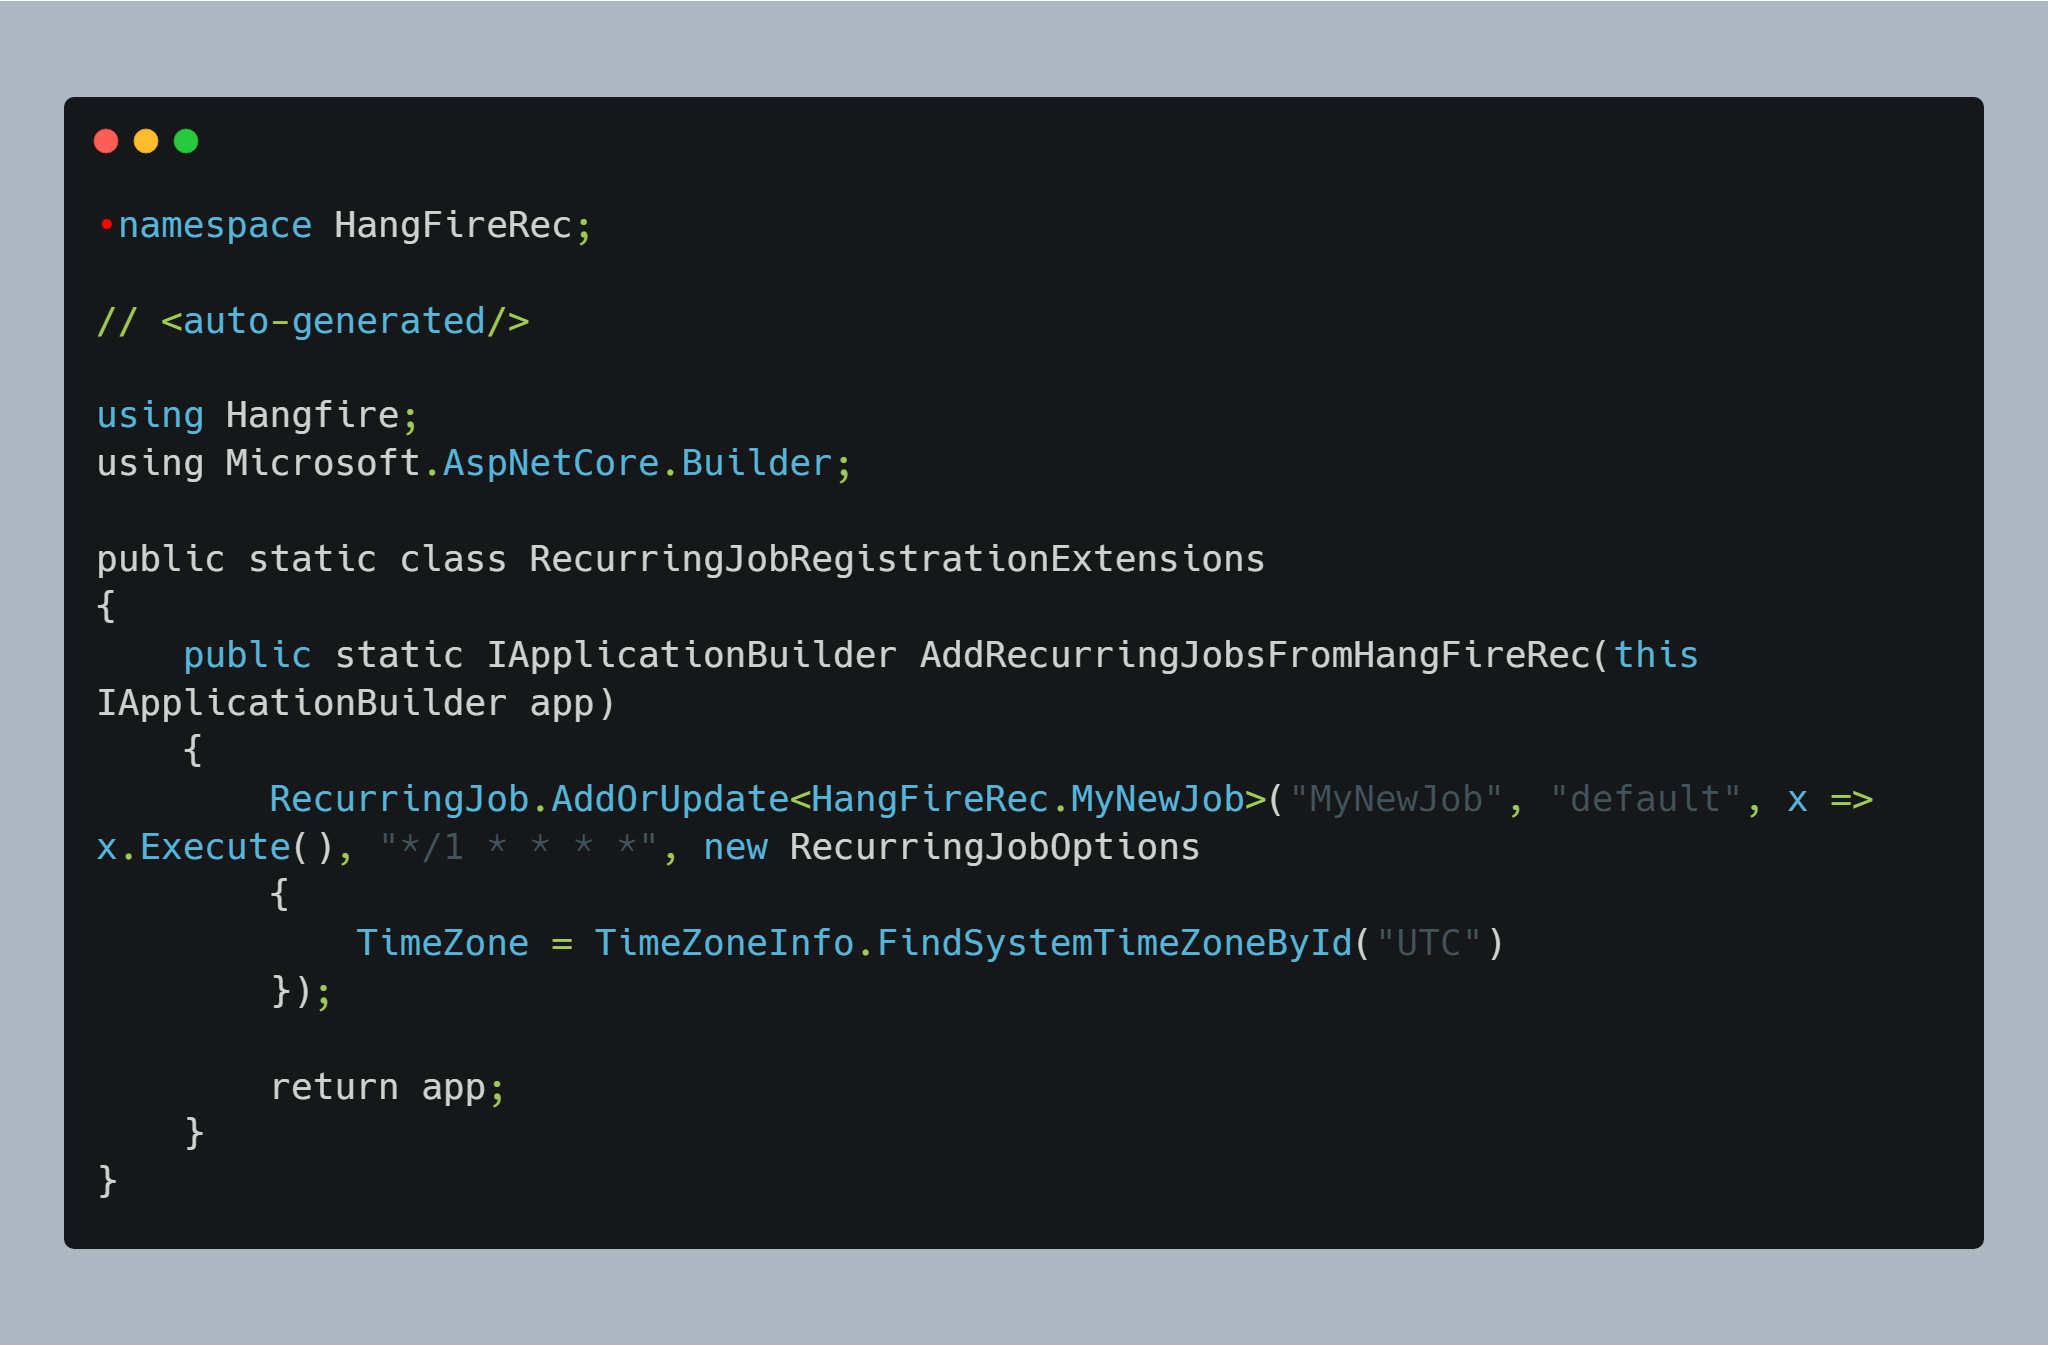 •namespace HangFireRec;

// <auto-generated/>

using Hangfire;
using Microsoft.AspNetCore.Builder;

public static class RecurringJobRegistrationExtensions
{
    public static IApplicationBuilder AddRecurringJobsFromHangFireRec(this
IApplicationBuilder app)
    {
        RecurringJob.AddOrUpdate<HangFireRec.MyNewJob>("MyNewJob", "default", x =>
x.Execute(), "*/1 * * * *", new RecurringJobOptions
        {
            TimeZone = TimeZoneInfo.FindSystemTimeZoneById("UTC")
        });

        return app;
    }
}